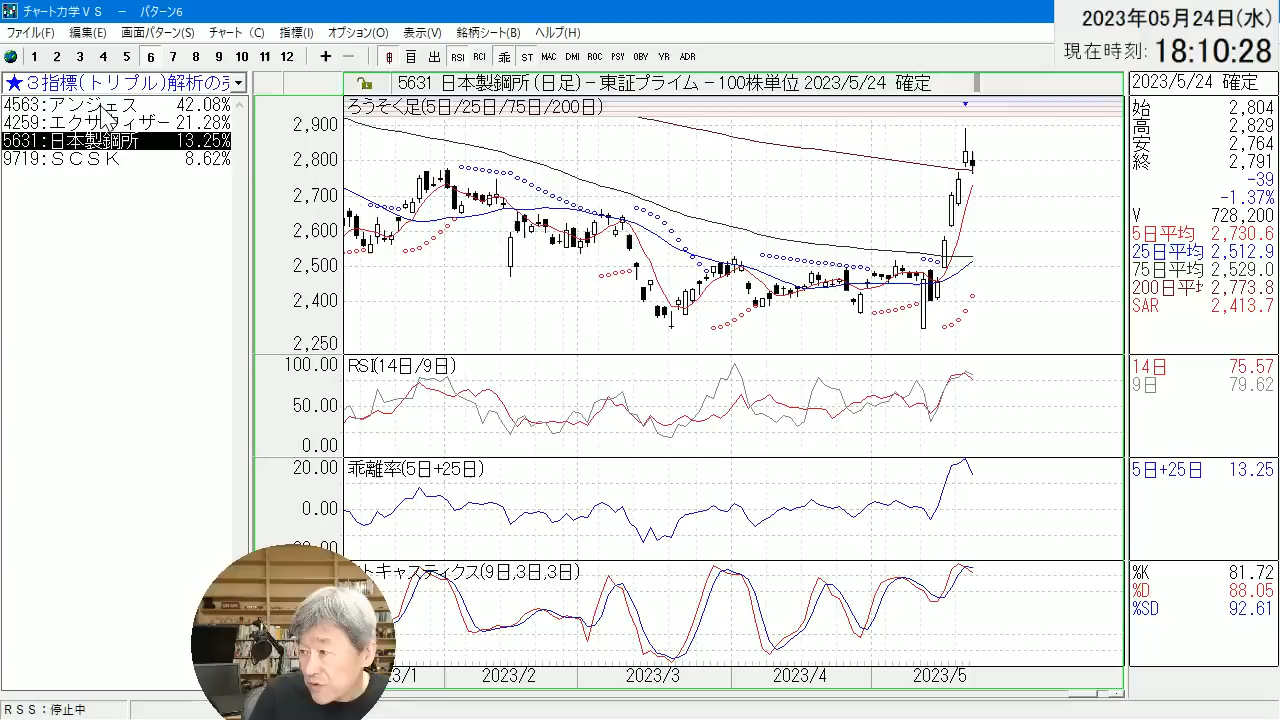 チャート力学ＶＳ － パターン6
2023年05月24日(水)
現在時刻: 18:10:28
ファイル(F) 編集(E) 画面パターン(S) チャート (C) 指標(I) オプション(O) 表示(V) 銘柄シート(B) ヘルプ(H)
1 2 3 4 5 6 7 8 9 10 11 12 + － 日 出 RSI RCI 乖 ST MAC DMI ROC PSY OBV YR ADR
★３指標(トリプル)解析の売
4563:アンジェス 42.08%
4259:エクサウィザー 21.28%
5631:日本製鋼所 13.25%
9719:ＳＣＳＫ 8.62%
5631 日本製鋼所 (日足)－東証プライム－100株単位 2023/5/24 確定
ろうそく足(5日/25日/75日/200日)
2,900
2,800
2,700
2,600
2,500
2,400
2,250
RSI(14日/9日)
100.00
50.00
0.00
乖離率(5日+25日)
20.00
0.00
トキャスティクス(9日,3日,3日)
3/1 2023/2 2023/3 2023/4 2023/5
2023/5/24 確定
始 2,804
高 2,829
安 2,764
終 2,791
-39
-1.37%
V 728,200
5日平均 2,730.6
25日平均 2,512.9
75日平均 2,529.0
200日平均 2,773.8
SAR 2,413.7
14日 75.57
9日 79.62
5日+25日 13.25
%K 81.72
%D 88.05
%SD 92.61
ＲＳＳ：停止中